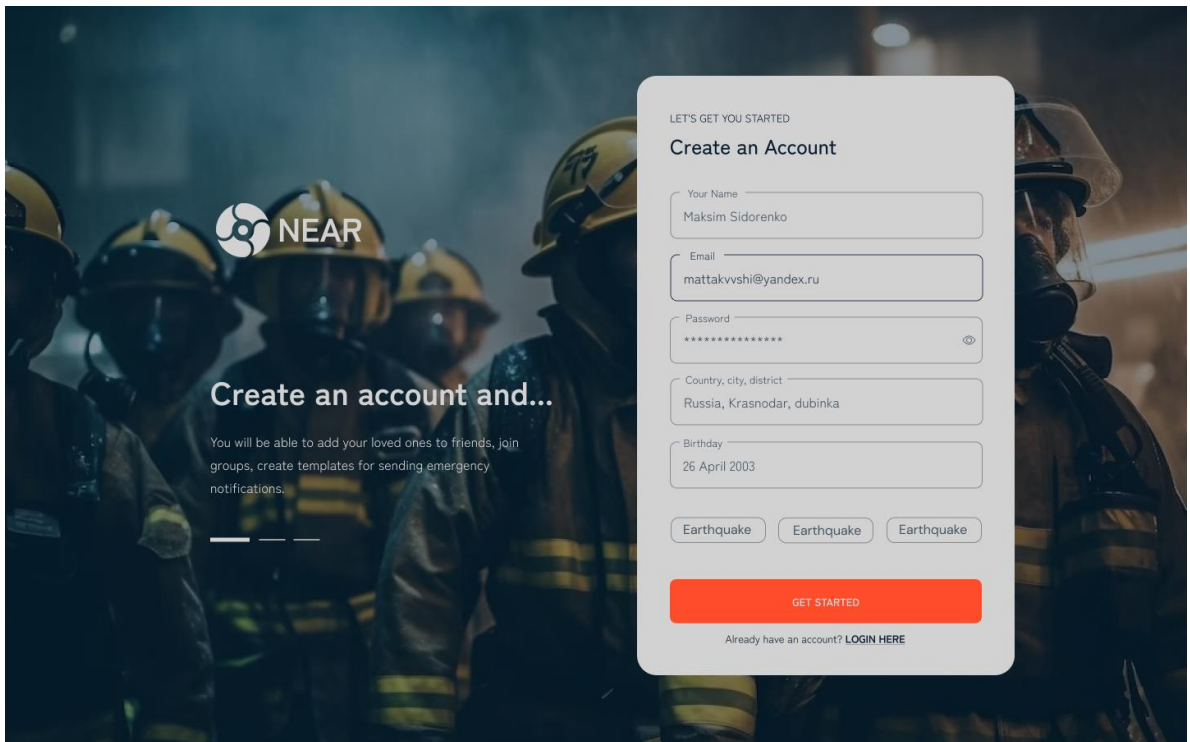 NEAR
Create an account and...
You will be able to add your loved ones to friends, join
groups, create templates for sending emergency
notifications.
LET'S GET YOU STARTED
Create an Account
Your Name
Maksim Sidorenko
Email
mattakvvshi@yandex.ru
Password
***************
Country, city, district
Russia, Krasnodar, dubinka
Birthday
26 April 2003
Earthquake Earthquake Earthquake
GET STARTED
Already have an account? LOGIN HERE